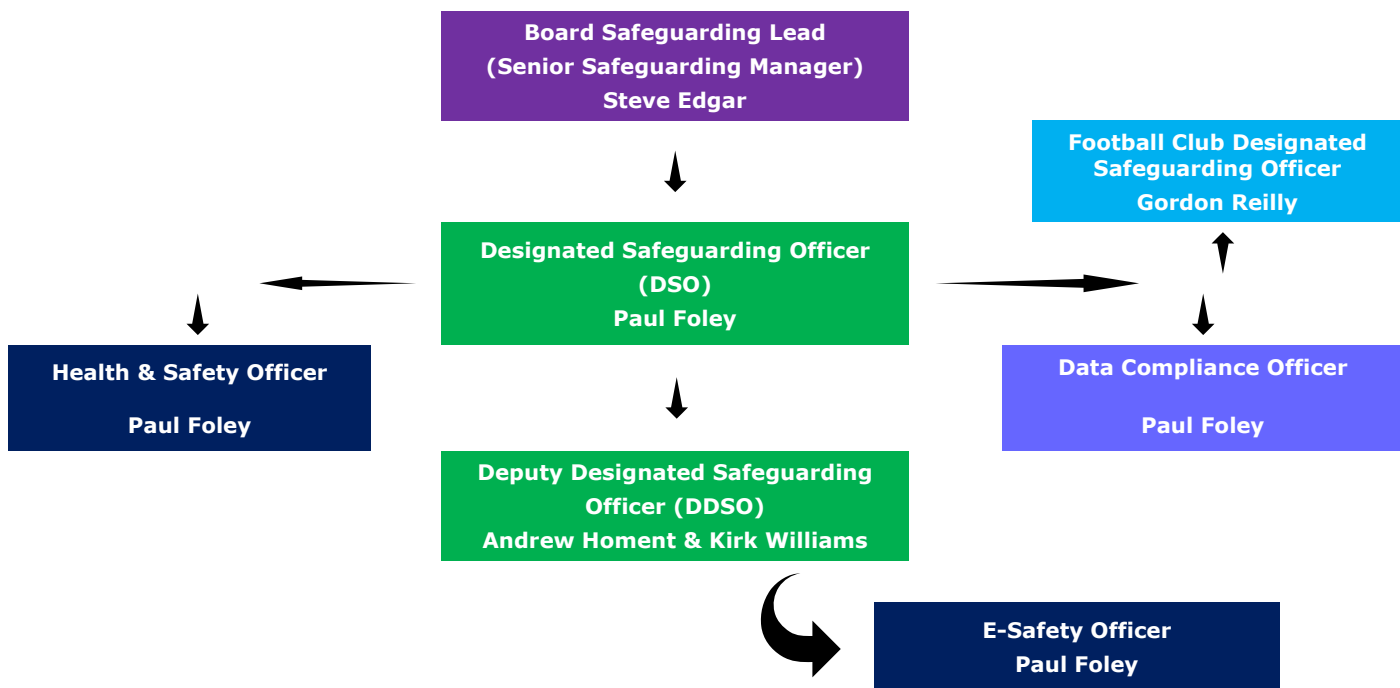 Board Safeguarding Lead
(Senior Safeguarding Manager)
Steve Edgar
Football Club Designated
Safeguarding Officer
Gordon Reilly
Designated Safeguarding Officer
(DSO)
Paul Foley
Health & Safety Officer
Paul Foley
Data Compliance Officer
Paul Foley
Deputy Designated Safeguarding
Officer (DDSO)
Andrew Homent & Kirk Williams
E-Safety Officer
Paul Foley